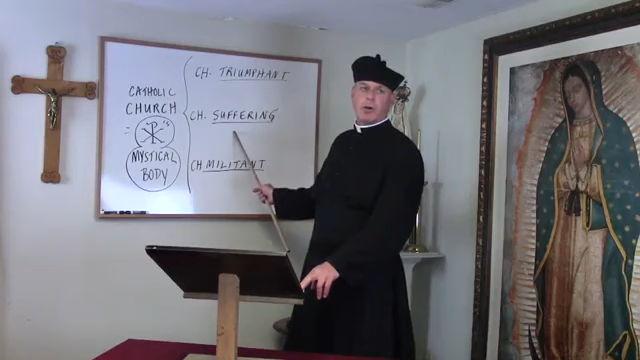 CATHOLIC
CHURCH
= ☧'S
MYSTICAL
BODY
CH. TRIUMPHANT
CH. SUFFERING
CH MILITANT